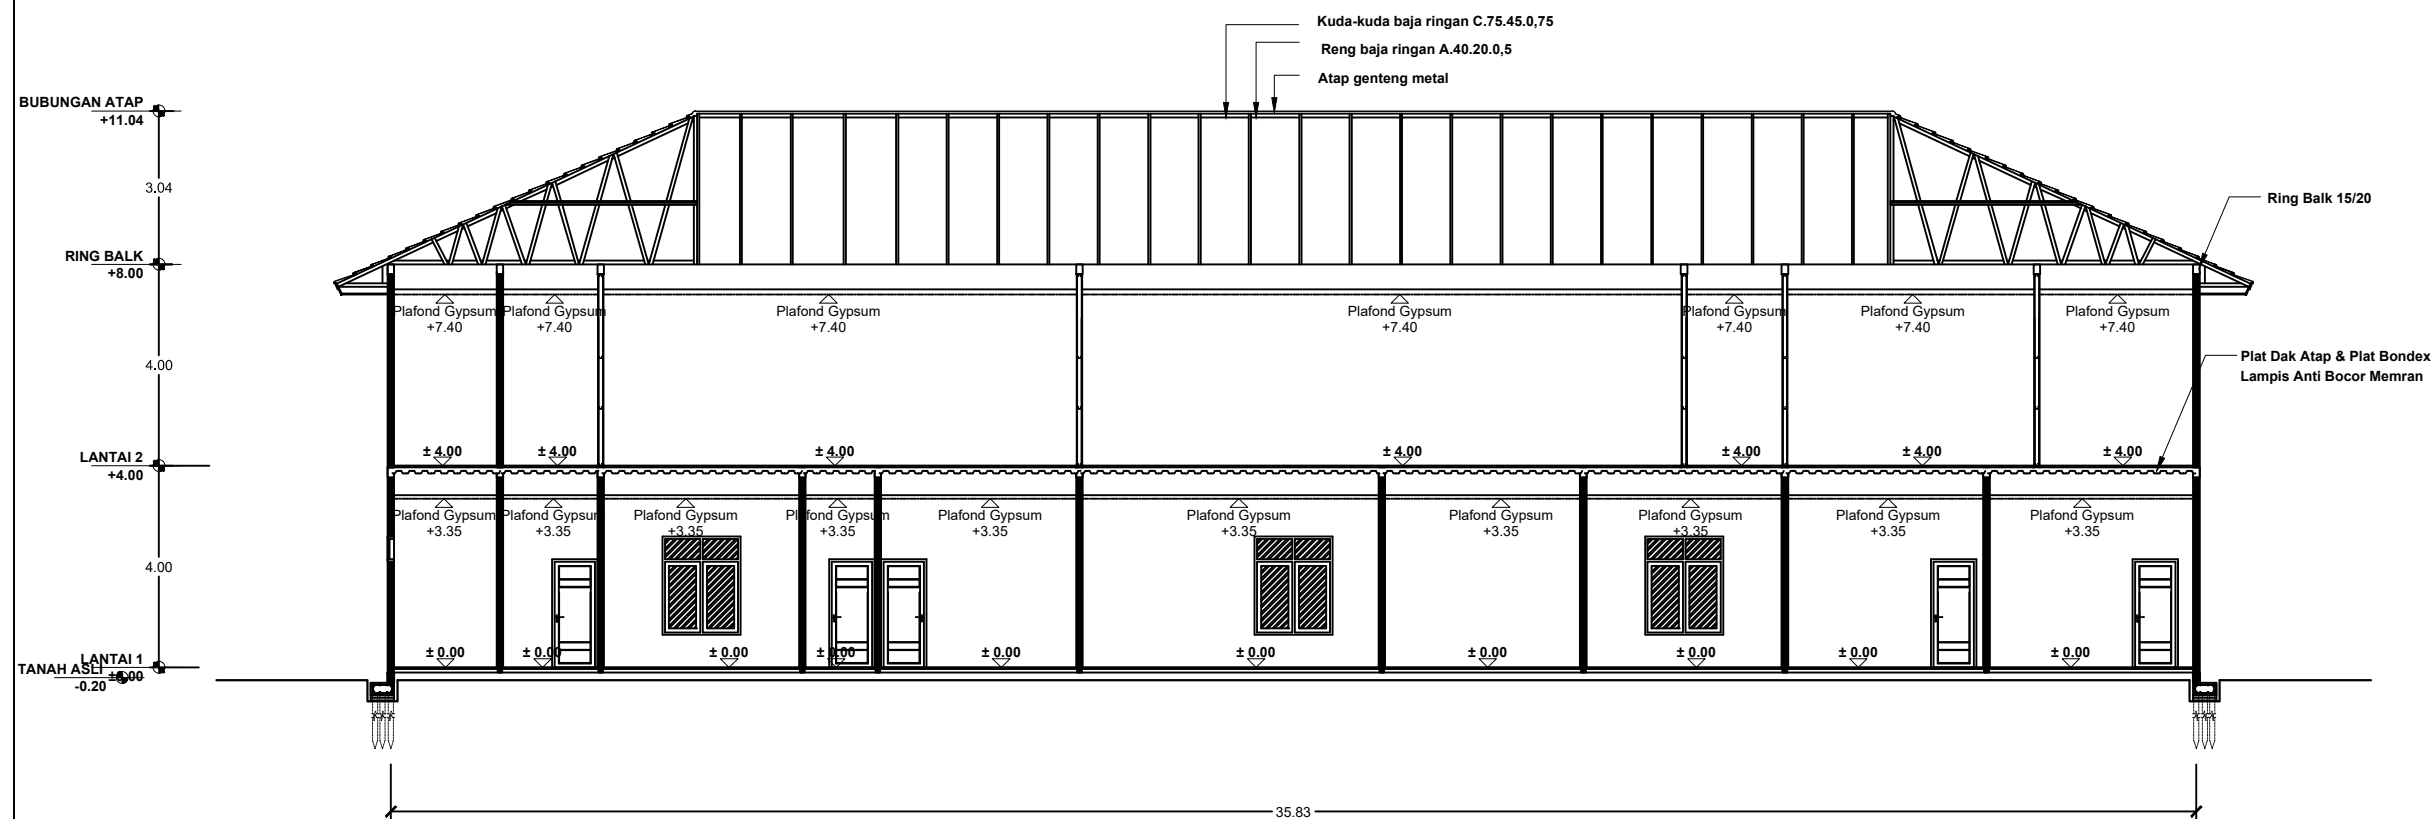 Kuda-kuda baja ringan C.75.45.0,75
Reng baja ringan A.40.20.0,5
Atap genteng metal
BUBUNGAN ATAP
+11.04
3.04
Ring Balk 15/20
RING BALK
+8.00
Plafond Gypsum Plafond Gypsum Plafond Gypsum Plafond Gypsum Plafond Gypsum Plafond Gypsum Plafond Gypsum
+7.40 +7.40 +7.40 +7.40 +7.40 +7.40 +7.40
4.00
Plat Dak Atap & Plat Bondex
Lampis Anti Bocor Memran
± 4.00 ± 4.00 ± 4.00 ± 4.00 ± 4.00 ± 4.00 ± 4.00
LANTAI 2
+4.00
Plafond Gypsum Plafond Gypsum Plafond Gypsum Plafond Gypsum Plafond Gypsum Plafond Gypsum Plafond Gypsum Plafond Gypsum Plafond Gypsum Plafond Gypsum
+3.35 +3.35 +3.35 +3.35 +3.35 +3.35 +3.35 +3.35 +3.35 +3.35
4.00
± 0.00 ± 0.00 ± 0.00 ± 0.00 ± 0.00 ± 0.00 ± 0.00 ± 0.00 ± 0.00 ± 0.00
LANTAI 1
±0.00
TANAH ASLI
-0.20
35.83